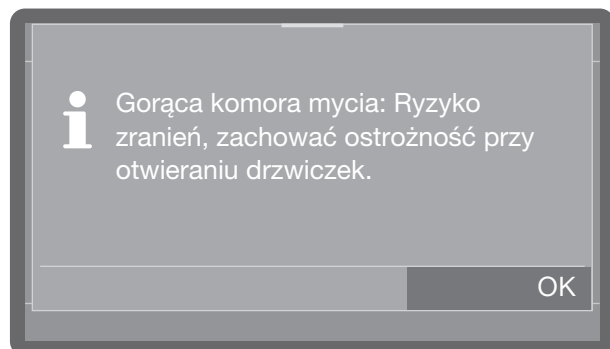 Gorąca komora mycia: Ryzyko
zranień, zachować ostrożność przy
otwieraniu drzwiczek.
OK